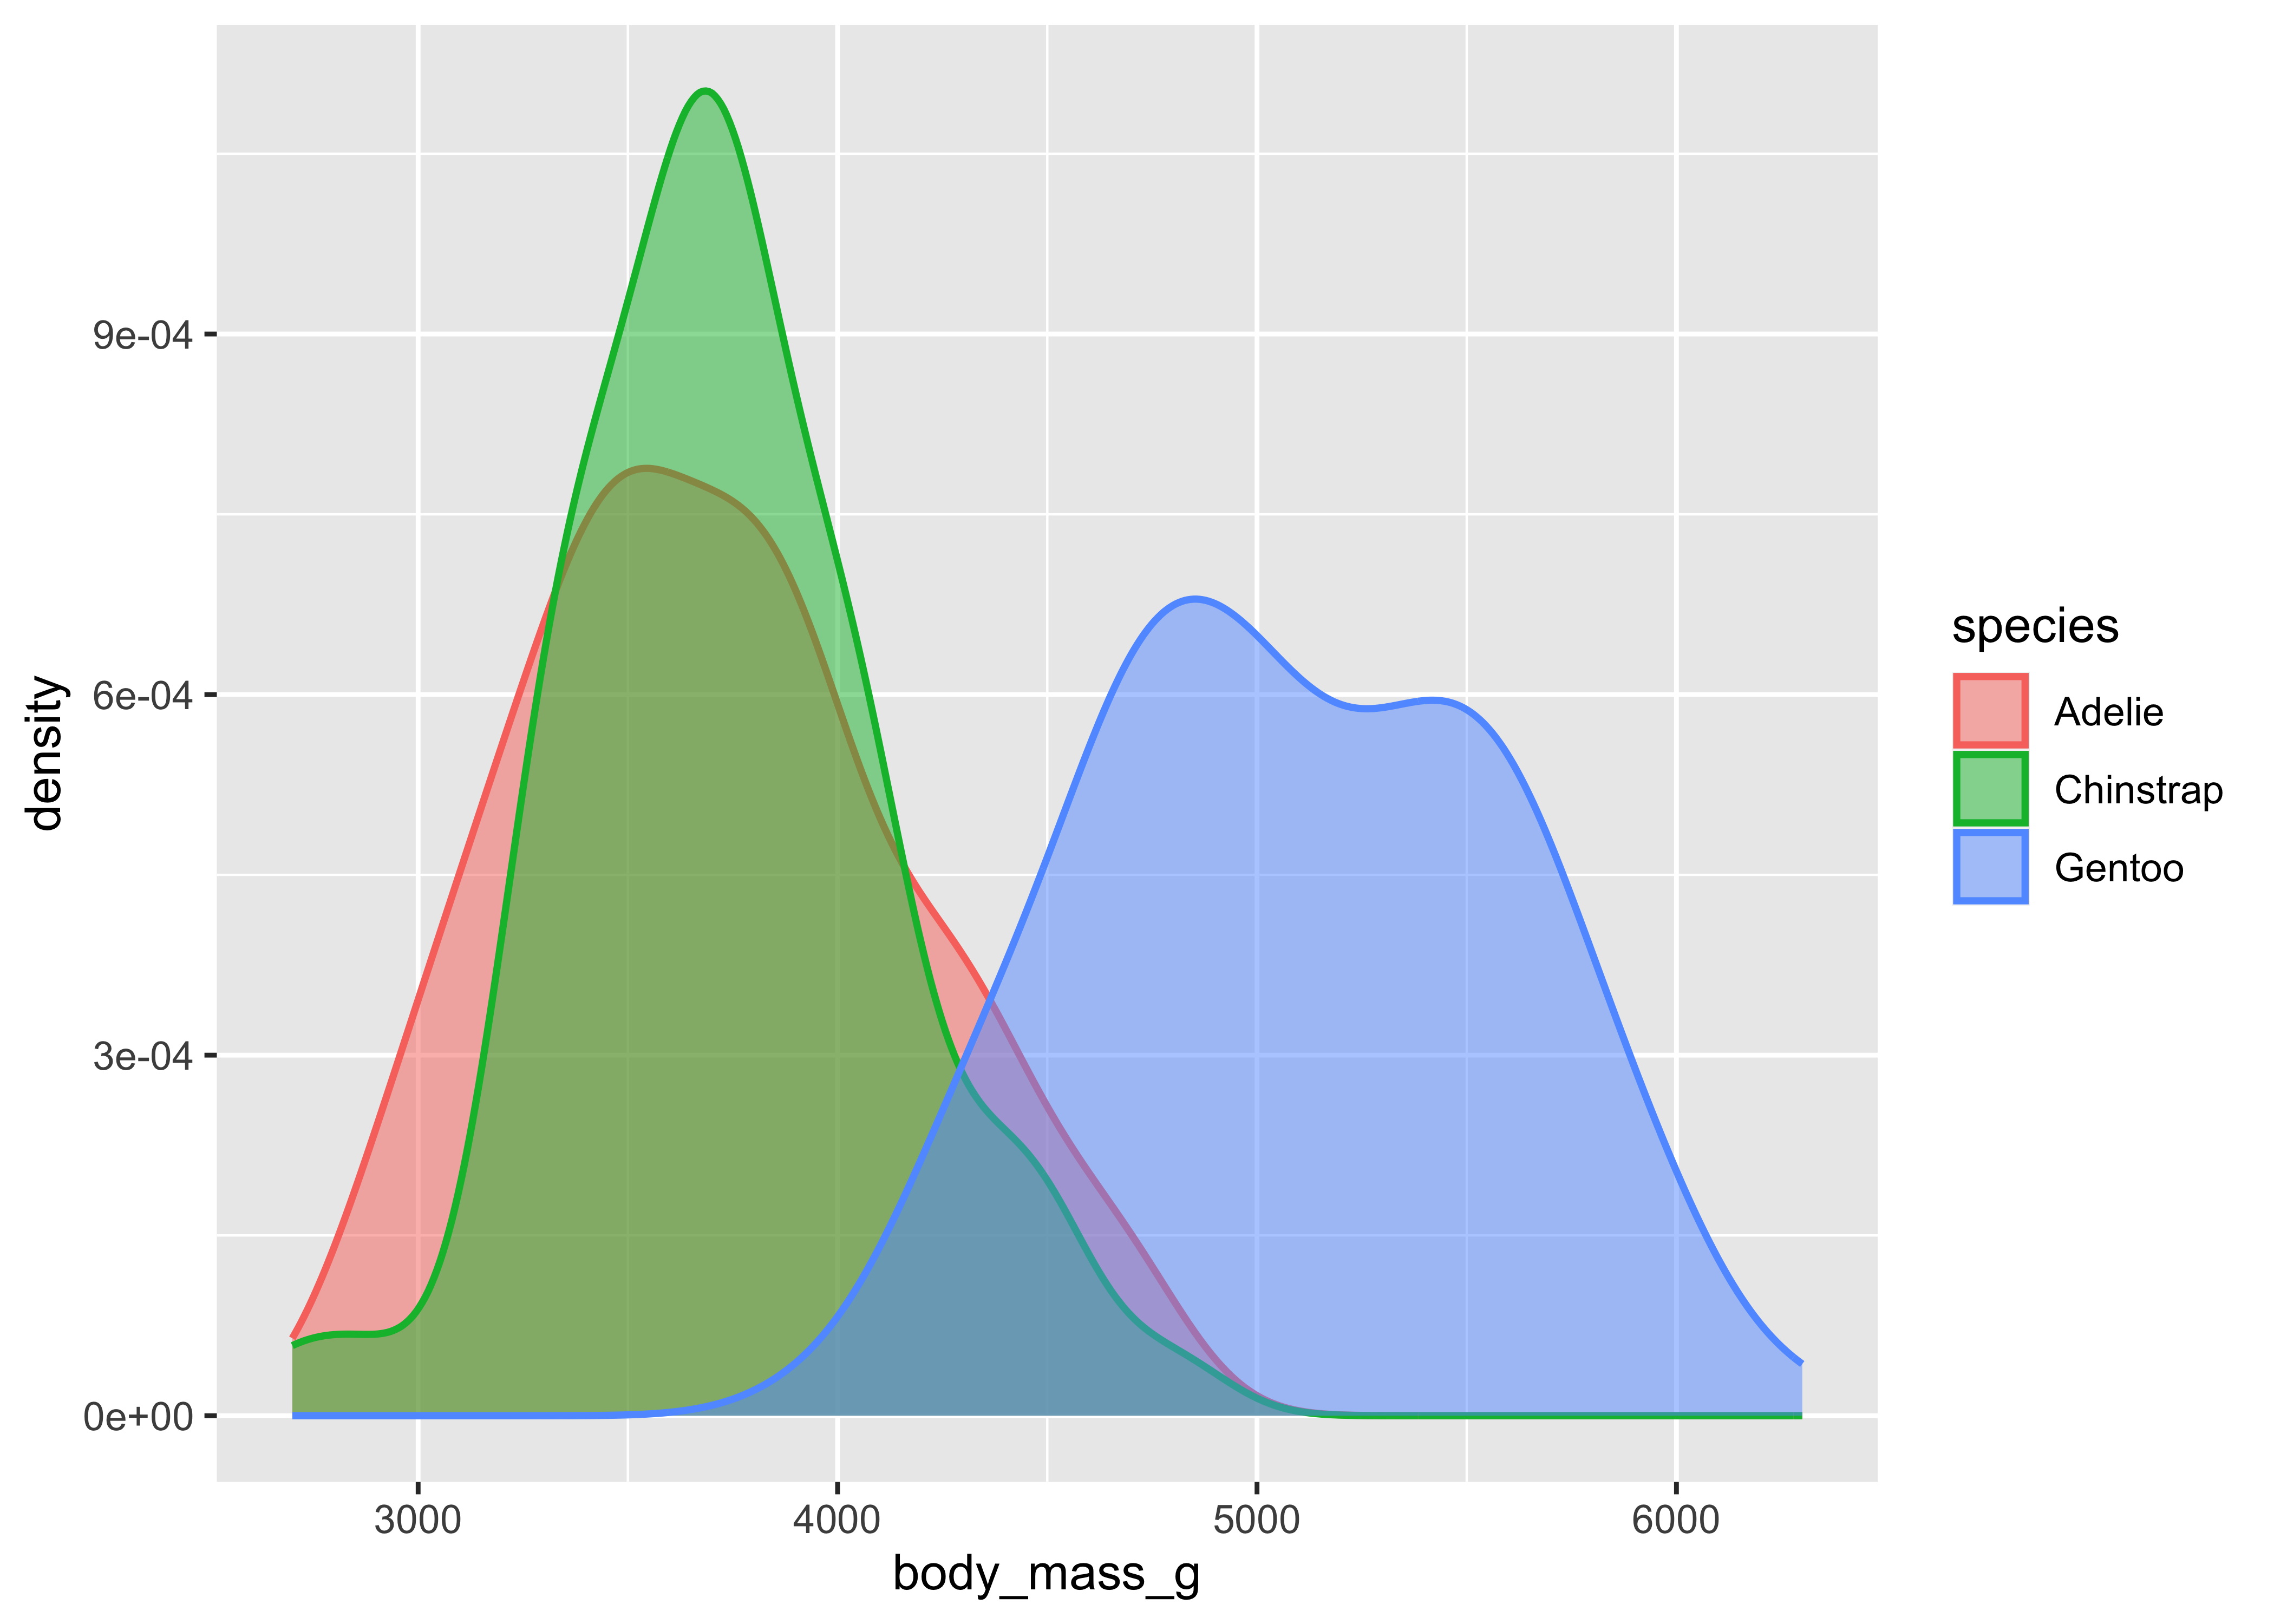 density
9e-04
6e-04
3e-04
0e+00
3000 4000 5000 6000
body_mass_g
species
Adelie
Chinstrap
Gentoo